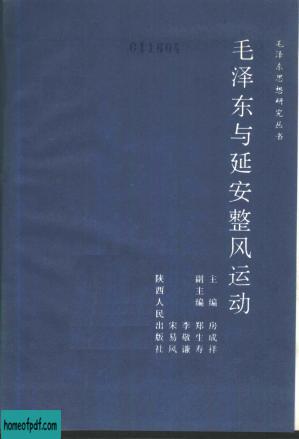 毛泽东思想研究丛书
011604
毛泽东与延安整风运动
主编 房成祥
副主编 郑生寿
李敬谦
宋易风
陕西人民出版社
homeofpdf.com